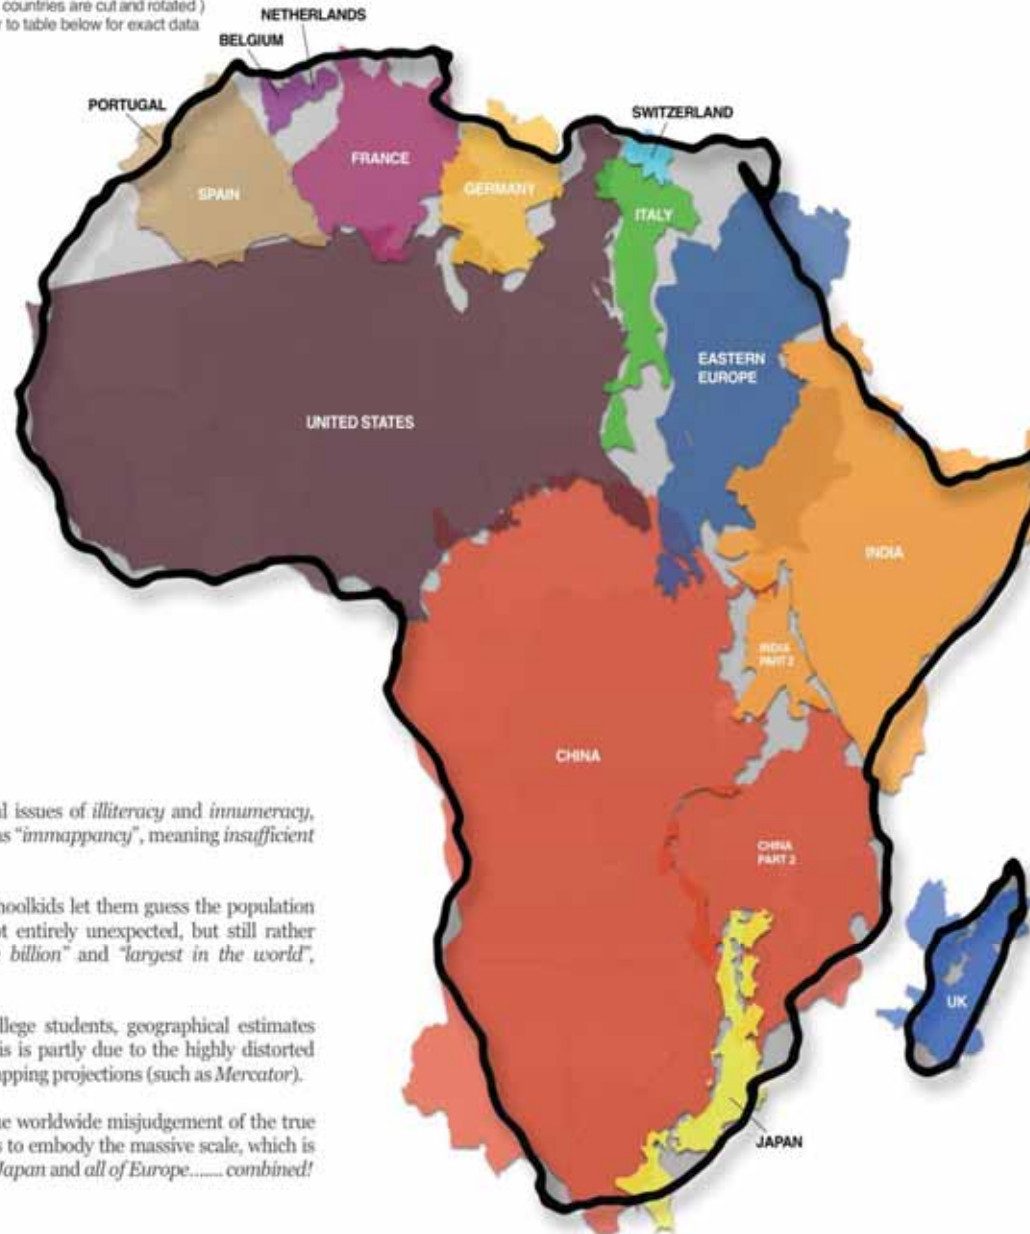 countries are cut and rotated )
r to table below for exact data
NETHERLANDS
BELGIUM
PORTUGAL
SWITZERLAND
FRANCE
SPAIN
GERMANY
ITALY
EASTERN
EUROPE
UNITED STATES
INDIA
INDIA
PART 2
CHINA
CHINA
PART 2
UK
JAPAN
al issues of illiteracy and innumeracy,
as “immappancy”, meaning insufficient
hoolkids let them guess the population
ot entirely unexpected, but still rather
billion” and “largest in the world”,
llege students, geographical estimates
is is partly due to the highly distorted
apping projections (such as Mercator).
e worldwide misjudgement of the true
s to embody the massive scale, which is
Japan and all of Europe....... combined!